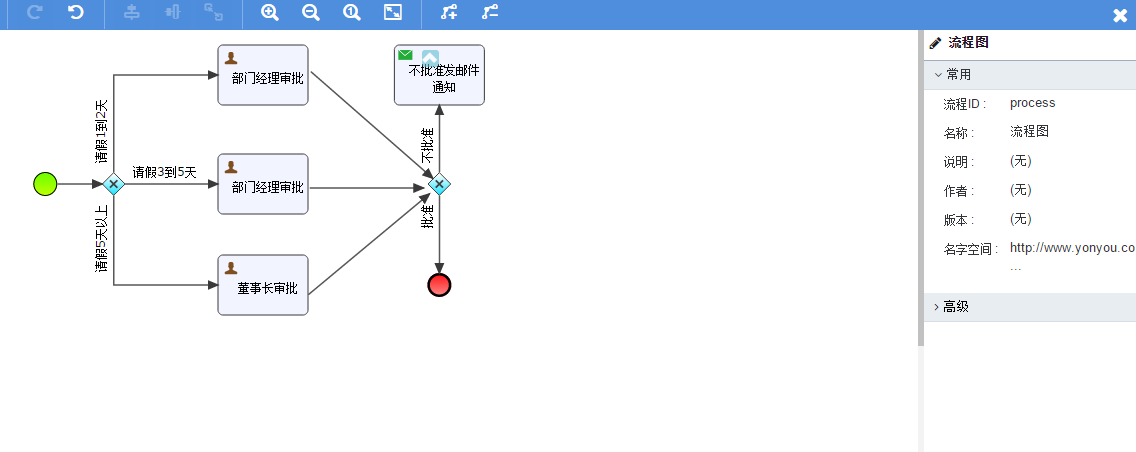 流程图
常用
流程ID : process
名称 : 流程图
说明 : (无)
作者 : (无)
版本 : (无)
名字空间 : http://www.yonyou.co
...
高级
请假1到2天
请假3到5天
请假5天以上
部门经理审批
部门经理审批
董事长审批
不批准发邮件
通知
不批准
批准